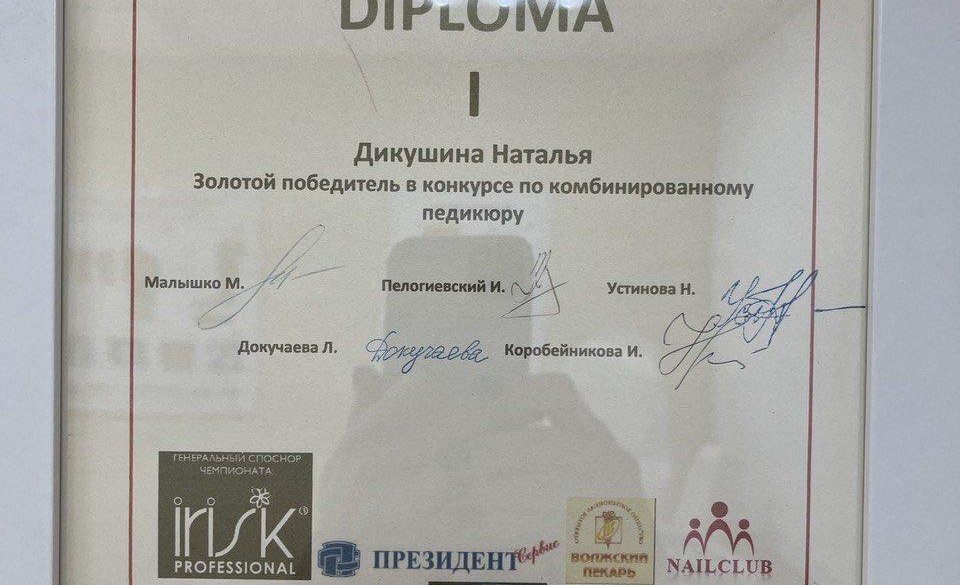 DIPLOMA
I
Дикушина Наталья
Золотой победитель в конкурсе по комбинированному
педикюру
Малышко М. Пелогиевский И. Устинова Н.
Докучаева Л. Докучаева Коробейникова И.
ГЕНЕРАЛЬНЫЙ СПОСНОР
ЧЕМПИОНАТА:
irisk
PROFESSIONAL
ПРЕЗИДЕНТ Сервис
ВОЛЖСКИЙ
ПЕКАРЬ
NAILCLUB